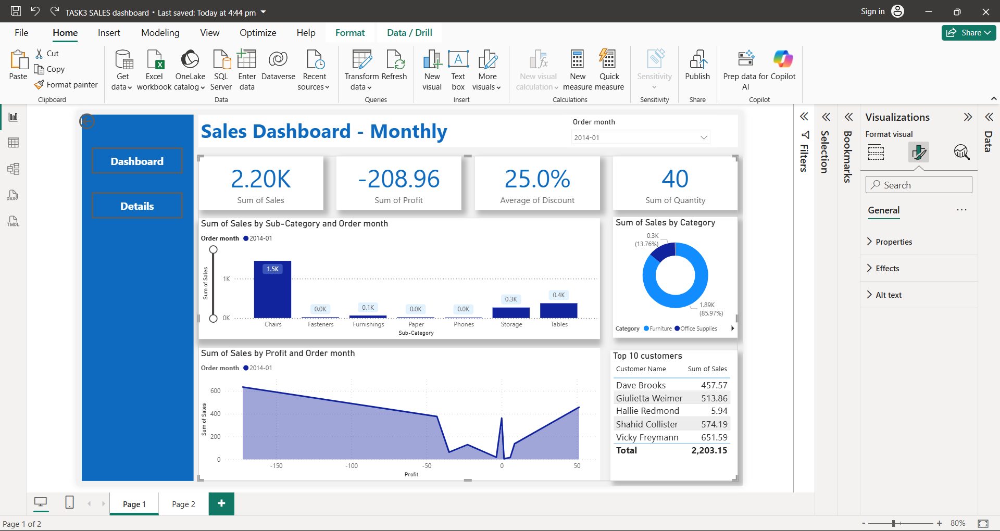 TASK3 SALES dashboard • Last saved: Today at 4:44 pm
Sign in
File
Home
Insert
Modeling
View
Optimize
Help
Format
Data / Drill
Share
Paste
Cut
Copy
Format painter
Clipboard
Get data
Excel workbook
OneLake catalog
SQL Server
Enter data
Dataverse
Recent sources
Data
Transform data
Refresh
Queries
New visual
Text box
More visuals
Insert
New visual calculation
New measure
Quick measure
Calculations
Sensitivity
Sensitivity
Publish
Share
Prep data for AI
Copilot
Copilot
DAX
TMDL
Dashboard
Details
Sales Dashboard - Monthly
Order month
2014-01
2.20K
Sum of Sales
-208.96
Sum of Profit
25.0%
Average of Discount
40
Sum of Quantity
Sum of Sales by Sub-Category and Order month
Order month 2014-01
Sum of Sales
1K
0K
1.5K
0.0K
0.1K
0.0K
0.0K
0.3K
0.4K
Chairs
Fasteners
Furnishings
Paper
Phones
Storage
Tables
Sub-Category
Sum of Sales by Category
0.3K
(13.76%)
1.89K
(85.97%)
Category Furniture Office Supplies
Sum of Sales by Profit and Order month
Order month 2014-01
Sum of Sales
600
400
200
0
-150
-100
-50
0
50
Profit
Top 10 customers
Customer Name Sum of Sales
Dave Brooks 457.57
Giulietta Weimer 513.86
Hallie Redmond 5.94
Shahid Collister 574.19
Vicky Freymann 651.59
Total 2,203.15
Filters
Selection
Bookmarks
Visualizations
Format visual
Search
General
Properties
Effects
Alt text
Data
Page 1
Page 2
Page 1 of 2
80%